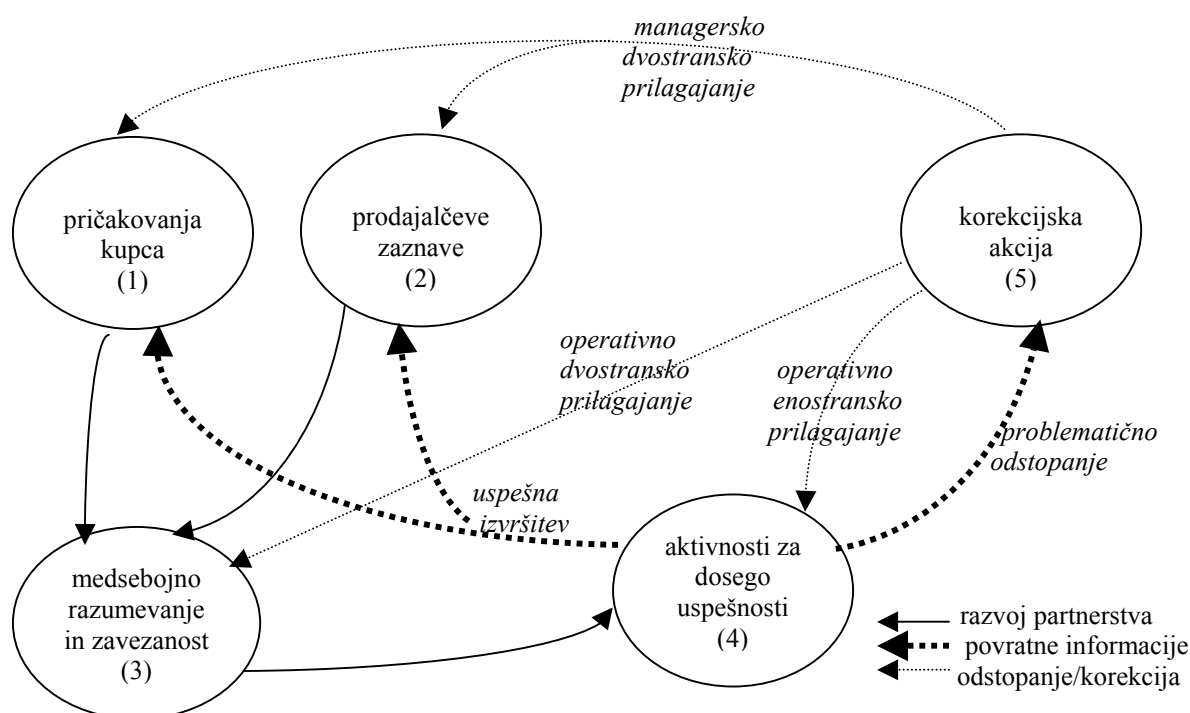 managersko
dvostransko
prilagajanje
pričakovanja
kupca
(1)
prodajalčeve
zaznave
(2)
korekcijska
akcija
(5)
operativno
dvostransko
prilagajanje
operativno
enostransko
prilagajanje
problematično
odstopanje
uspešna
izvršitev
medsebojno
razumevanje
in zavezanost
(3)
aktivnosti za
dosego
uspešnosti
(4)
razvoj partnerstva
povratne informacije
odstopanje/korekcija